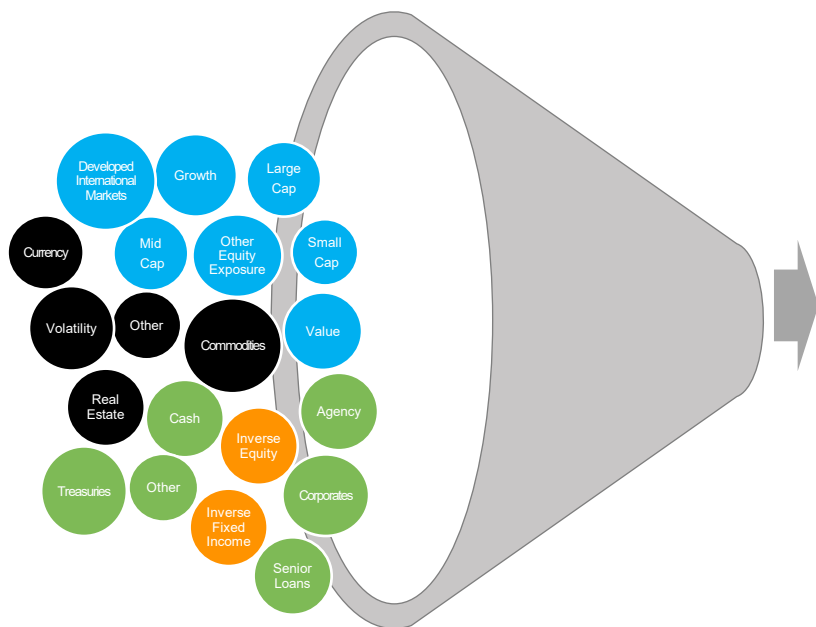 Developed
International
Markets
Growth
Large
Cap
Currency
Mid
Cap
Other
Equity
Exposure
Small
Cap
Volatility
Other
Commodities
Value
Real
Estate
Cash
Agency
Inverse
Equity
Treasuries
Other
Corporates
Inverse
Fixed
Income
Senior
Loans